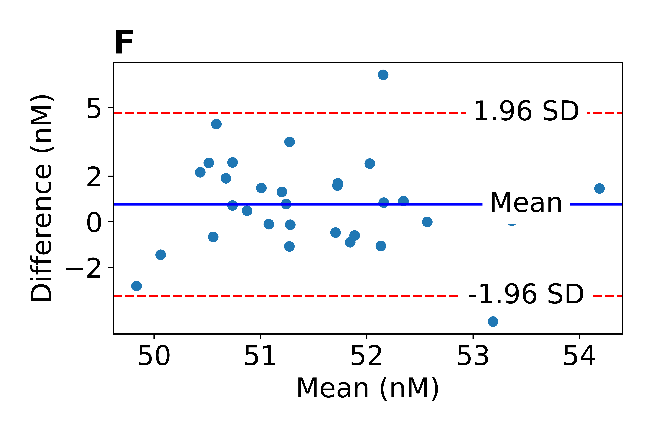 F
Difference (nM)
5
2
0
−2
1.96 SD
Mean
-1.96 SD
50 51 52 53 54
Mean (nM)